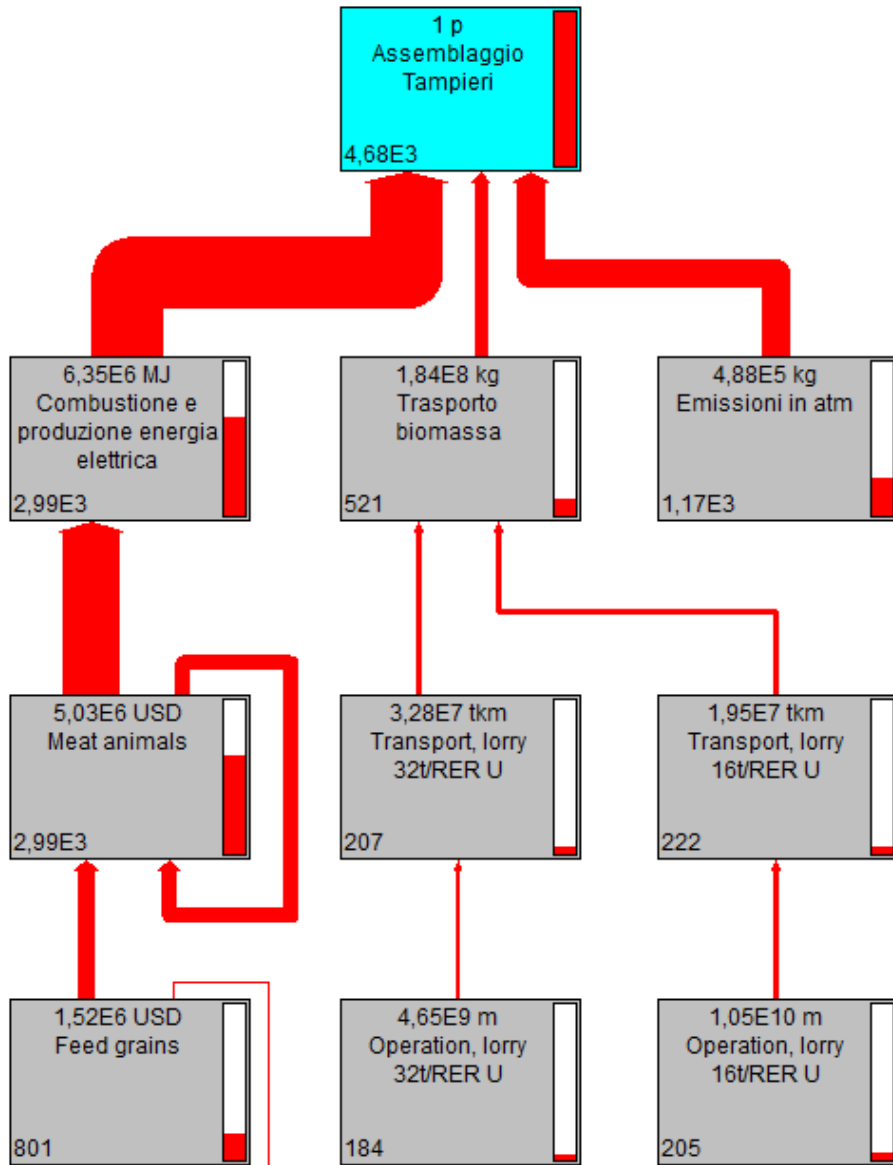 1 p
Assemblaggio
Tampieri
4,68E3
6,35E6 MJ
Combustione e
produzione energia
elettrica
2,99E3
1,84E8 kg
Trasporto
biomassa
521
4,88E5 kg
Emissioni in atm
1,17E3
5,03E6 USD
Meat animals
2,99E3
3,28E7 tkm
Transport, lorry
32t/RER U
207
1,95E7 tkm
Transport, lorry
16t/RER U
222
1,52E6 USD
Feed grains
801
4,65E9 m
Operation, lorry
32t/RER U
184
1,05E10 m
Operation, lorry
16t/RER U
205